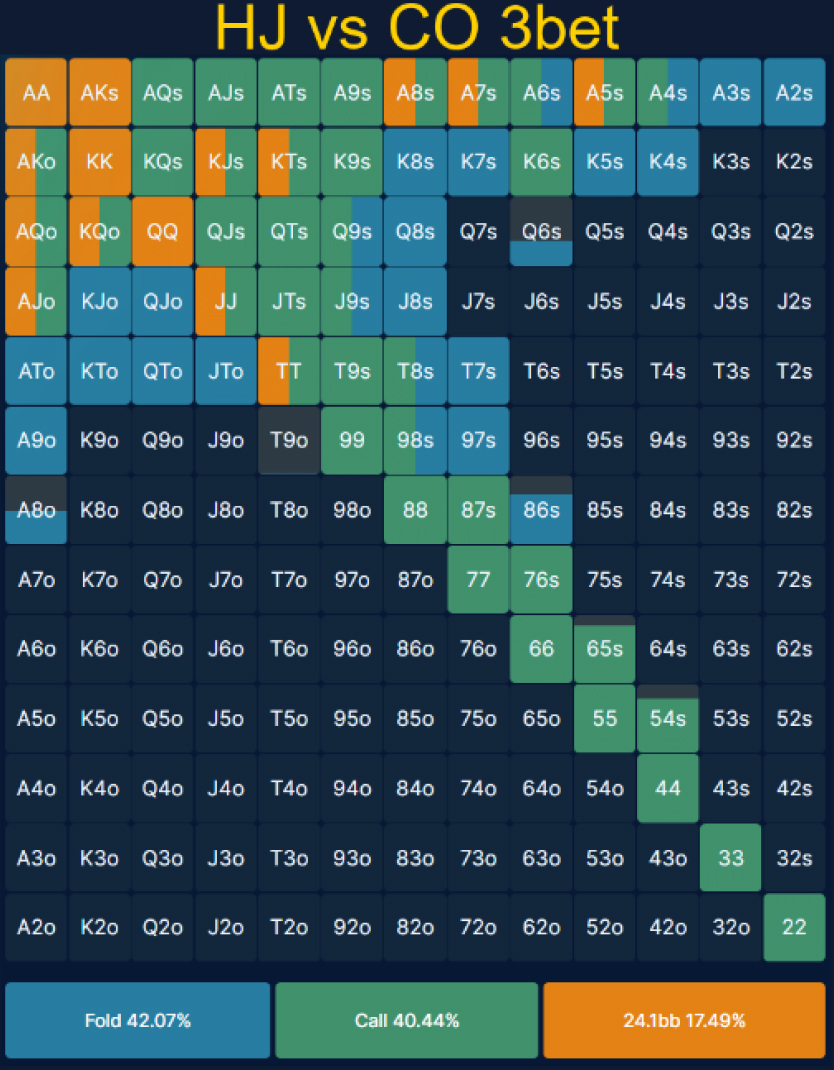 HJ vs CO 3bet
AA AKs AQs AJs ATs A9s A8s A7s A6s A5s A4s A3s A2s
AKo KK KQs KJs KTs K9s K8s K7s K6s K5s K4s K3s K2s
AQo KQo QQ QJs QTs Q9s Q8s Q7s Q6s Q5s Q4s Q3s Q2s
AJo KJo QJo JJ JTs J9s J8s J7s J6s J5s J4s J3s J2s
ATo KTo QTo JTo TT T9s T8s T7s T6s T5s T4s T3s T2s
A9o K9o Q9o J9o T9o 99 98s 97s 96s 95s 94s 93s 92s
A8o K8o Q8o J8o T8o 98o 88 87s 86s 85s 84s 83s 82s
A7o K7o Q7o J7o T7o 97o 87o 77 76s 75s 74s 73s 72s
A6o K6o Q6o J6o T6o 96o 86o 76o 66 65s 64s 63s 62s
A5o K5o Q5o J5o T5o 95o 85o 75o 65o 55 54s 53s 52s
A4o K4o Q4o J4o T4o 94o 84o 74o 64o 54o 44 43s 42s
A3o K3o Q3o J3o T3o 93o 83o 73o 63o 53o 43o 33 32s
A2o K2o Q2o J2o T2o 92o 82o 72o 62o 52o 42o 32o 22
Fold 42.07% Call 40.44% 24.1bb 17.49%